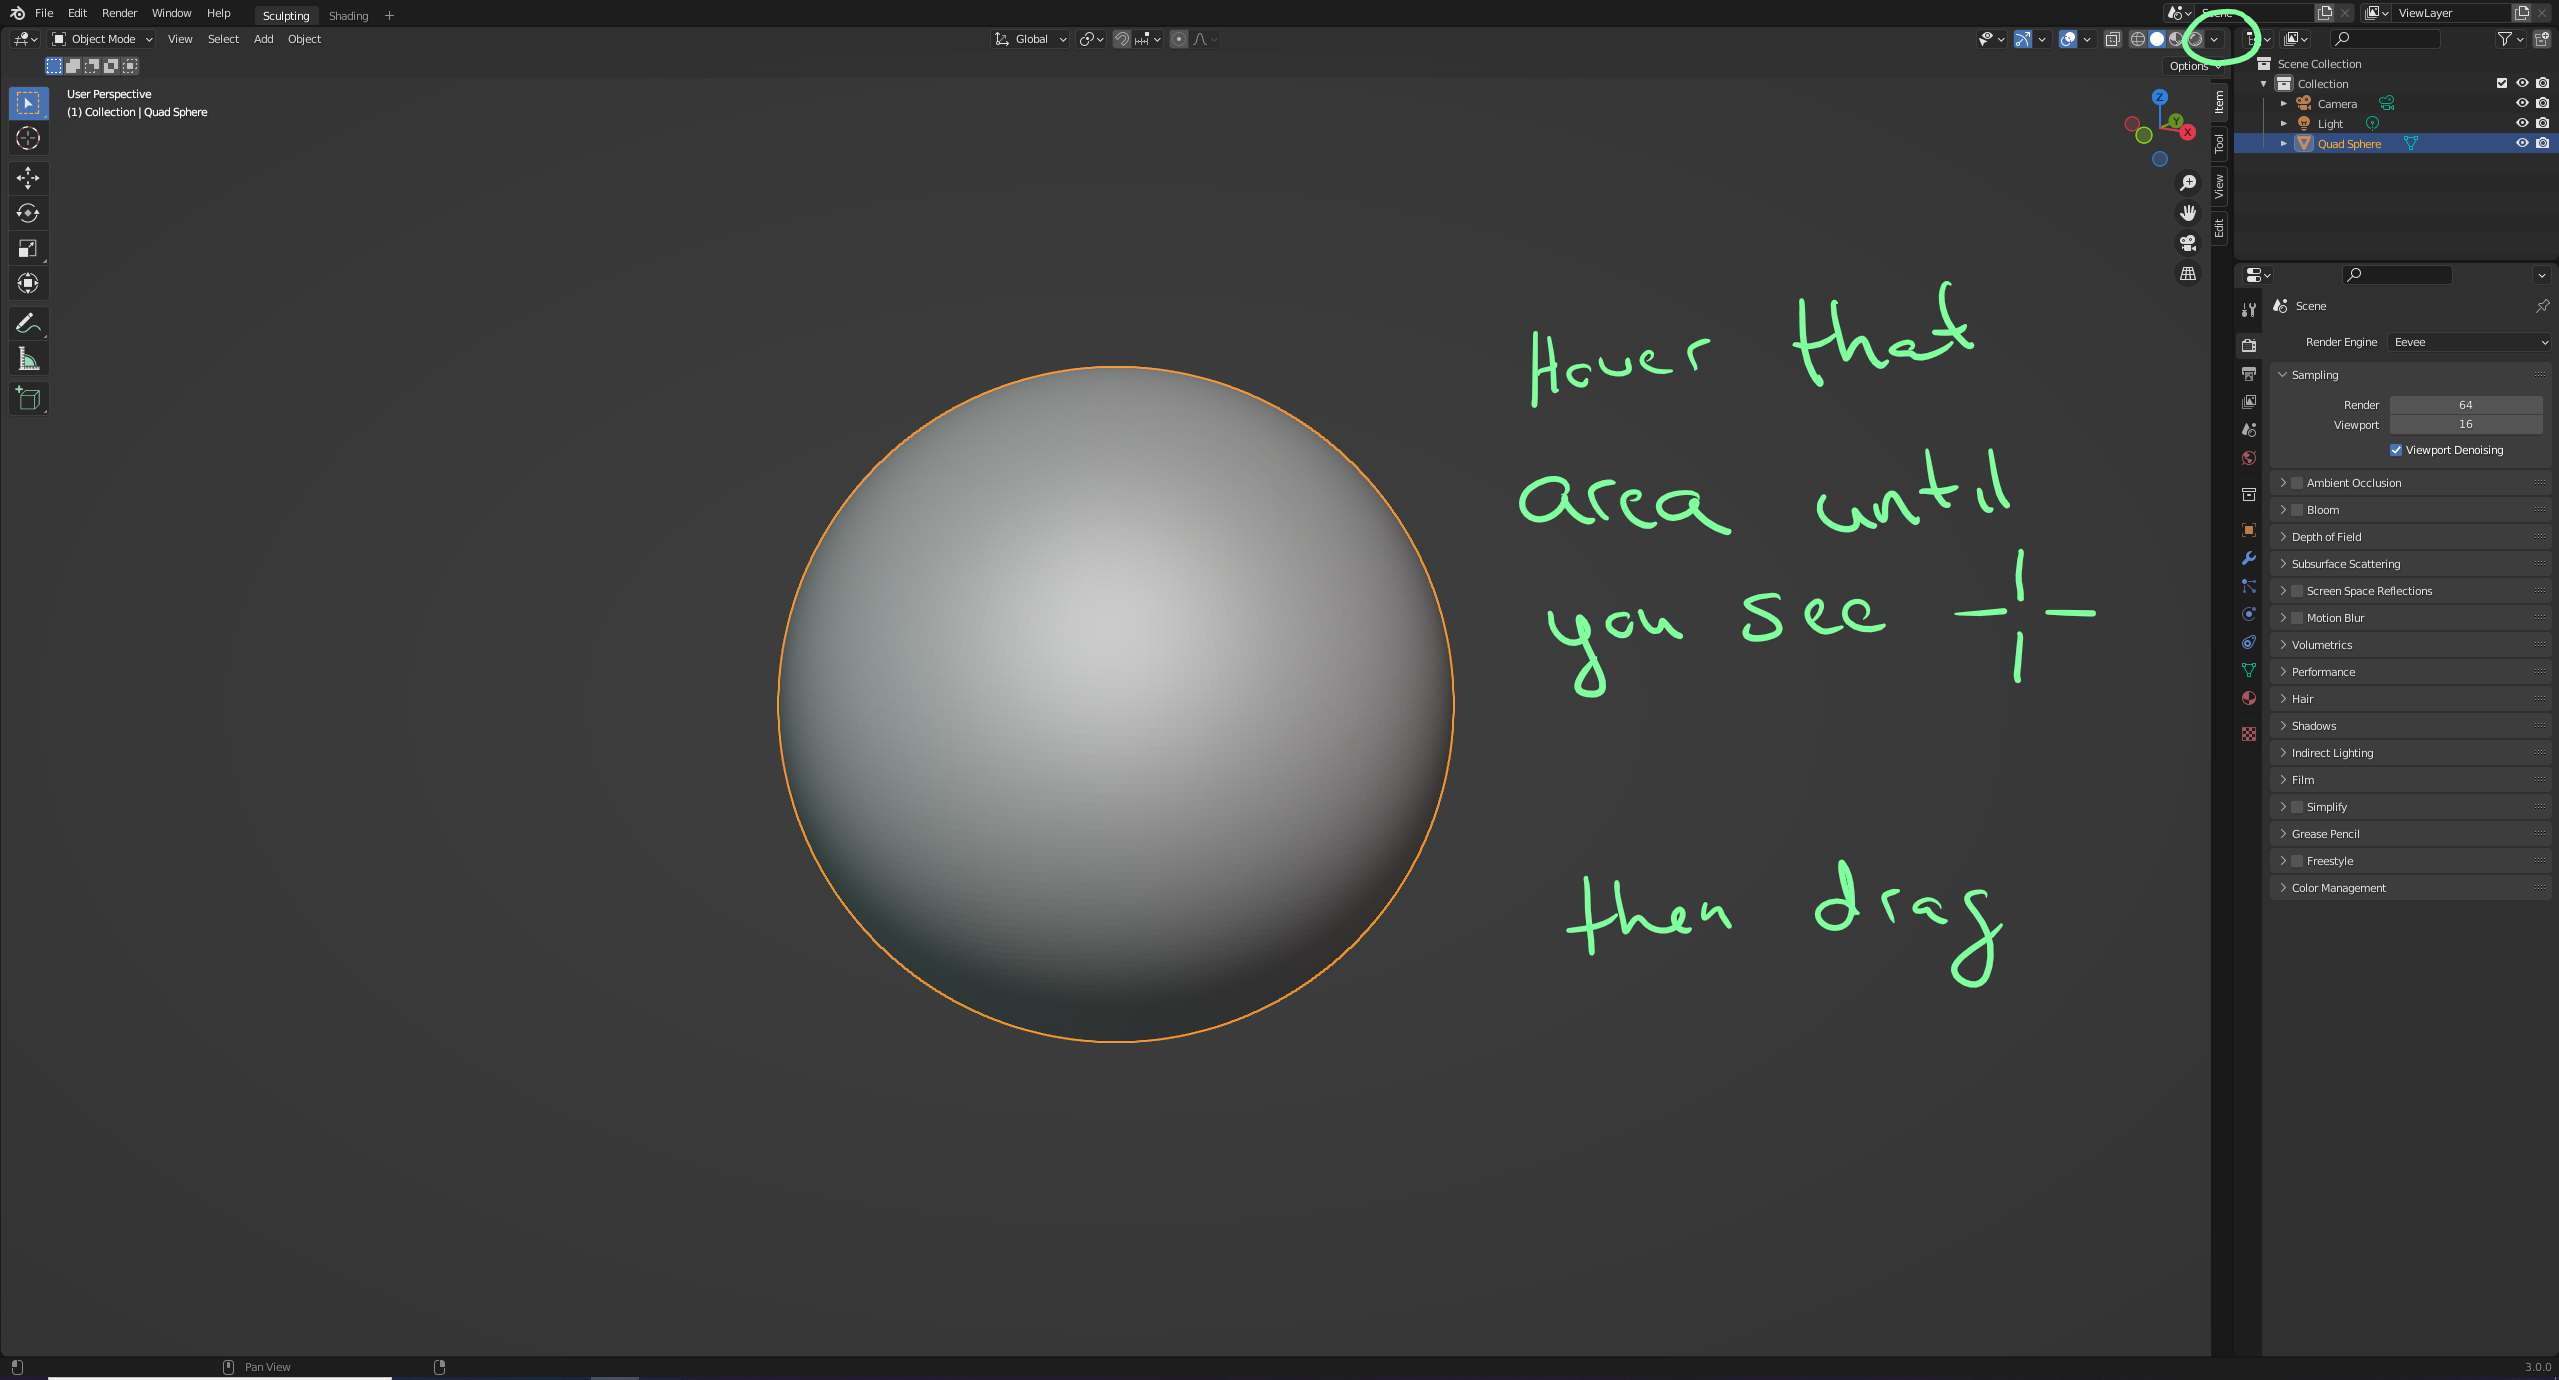 File Edit Render Window Help Sculpting Shading + ViewLayer
Object Mode View Select Add Object Global
Options
User Perspective
(1) Collection | Quad Sphere
Z
Y
X
Item
Tool
View
Edit
Hover that
area until
you see
then drag
Scene Collection
Collection
Camera
Light
Quad Sphere
Scene
Render Engine Eevee
Sampling
Render 64
Viewport 16
Viewport Denoising
Ambient Occlusion
Bloom
Depth of Field
Subsurface Scattering
Screen Space Reflections
Motion Blur
Volumetrics
Performance
Hair
Shadows
Indirect Lighting
Film
Simplify
Grease Pencil
Freestyle
Color Management
Pan View
3.0.0